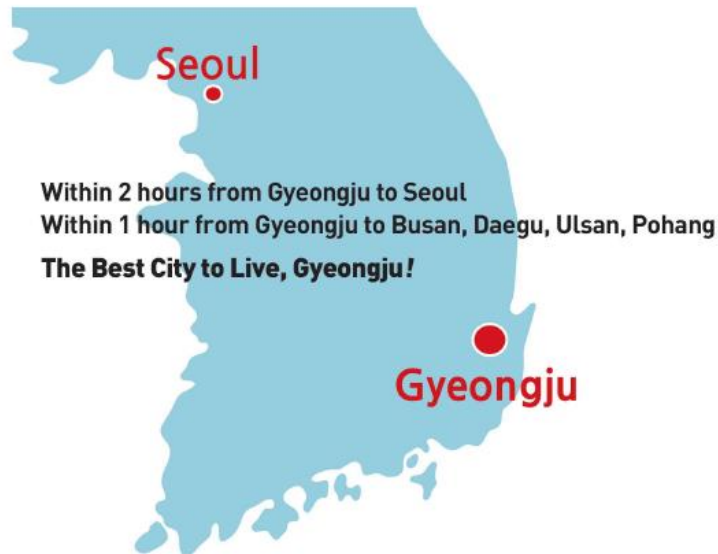 Seoul
Within 2 hours from Gyeongju to Seoul
Within 1 hour from Gyeongju to Busan, Daegu, Ulsan, Pohang
The Best City to Live, Gyeongju!
Gyeongju